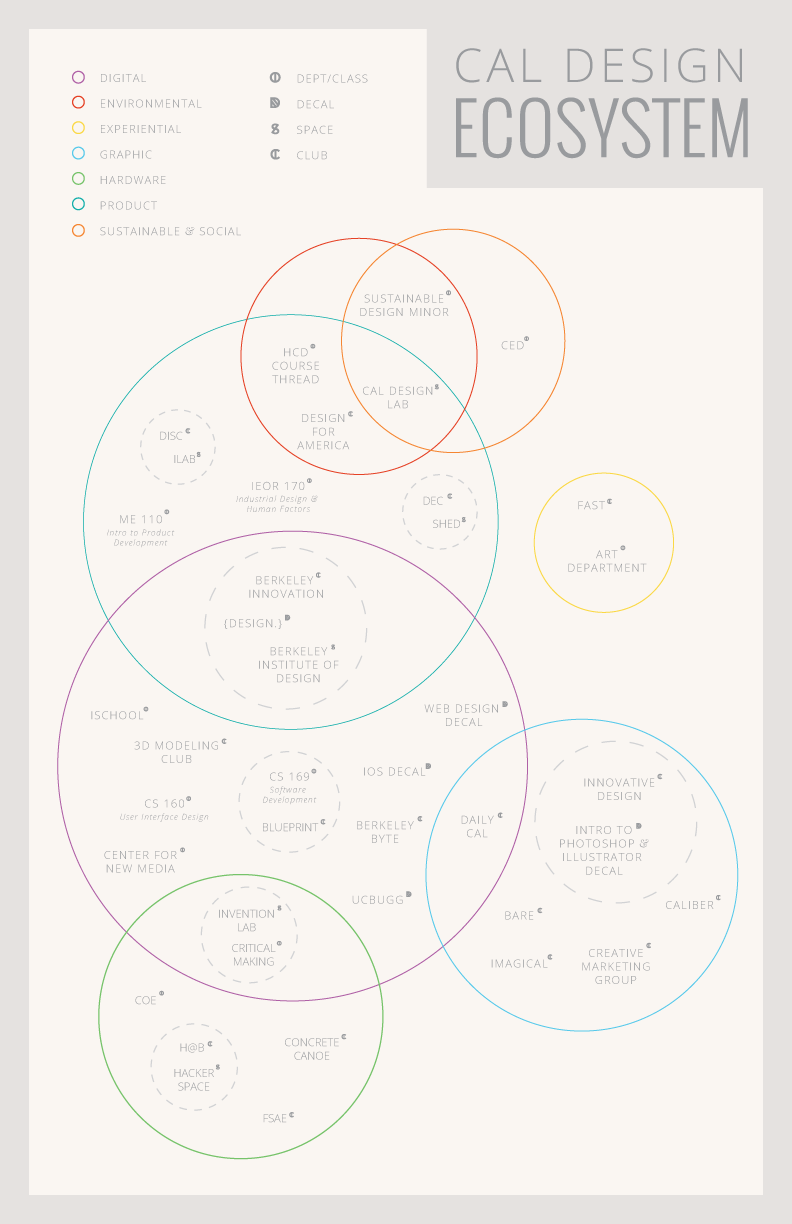 CAL DESIGN
ECOSYSTEM
DIGITAL
ENVIRONMENTAL
EXPERIENTIAL
GRAPHIC
HARDWARE
PRODUCT
SUSTAINABLE & SOCIAL
DEPT/CLASS
DECAL
SPACE
CLUB
SUSTAINABLE
DESIGN MINOR
CED
HCD
COURSE
THREAD
CAL DESIGN
LAB
DESIGN
FOR
AMERICA
DISC
ILAB
IEOR 170
Industrial Design &
Human Factors
DEC
SHED
ME 110
Intro to Product
Development
FAST
ART
DEPARTMENT
BERKELEY
INNOVATION
{DESIGN.}
BERKELEY
INSTITUTE OF
DESIGN
ISCHOOL
WEB DESIGN
DECAL
3D MODELING
CLUB
CS 169
Software
Development
BLUEPRINT
IOS DECAL
CS 160
User Interface Design
BERKELEY
BYTE
DAILY
CAL
INNOVATIVE
DESIGN
INTRO TO
PHOTOSHOP &
ILLUSTRATOR
DECAL
CENTER FOR
NEW MEDIA
UCBUGG
CALIBER
BARE
IMAGICAL
CREATIVE
MARKETING
GROUP
INVENTION
LAB
CRITICAL
MAKING
COE
H@B
HACKER
SPACE
CONCRETE
CANOE
FSAE